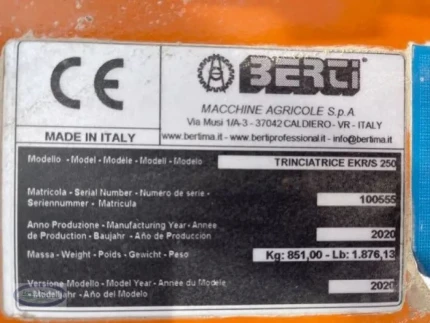 CE
BERTI®
MACCHINE AGRICOLE S.p.A
Via Musi 1/A-3 - 37042 CALDIERO - VR - ITALY
MADE IN ITALY
www.bertima.it - www.bertiprofessional.it - info@bertima.it
Modello - Model - Modèle - Modell - Modelo
TRINCIATRICE EKR/S 250
Matricola - Serial Number - Numéro de serie -
Seriennummer - Matricula
100555
Anno Produzione - Manufacturing Year - Année
de Production - Baujahr - Año de Producción
2020
Massa - Weight - Poids - Gewicht - Peso
Kg: 851,00 - Lb: 1.876,13
Versione Modello - Model Year - Année du Modele
- Modelljahr - Año del Modelo
2020